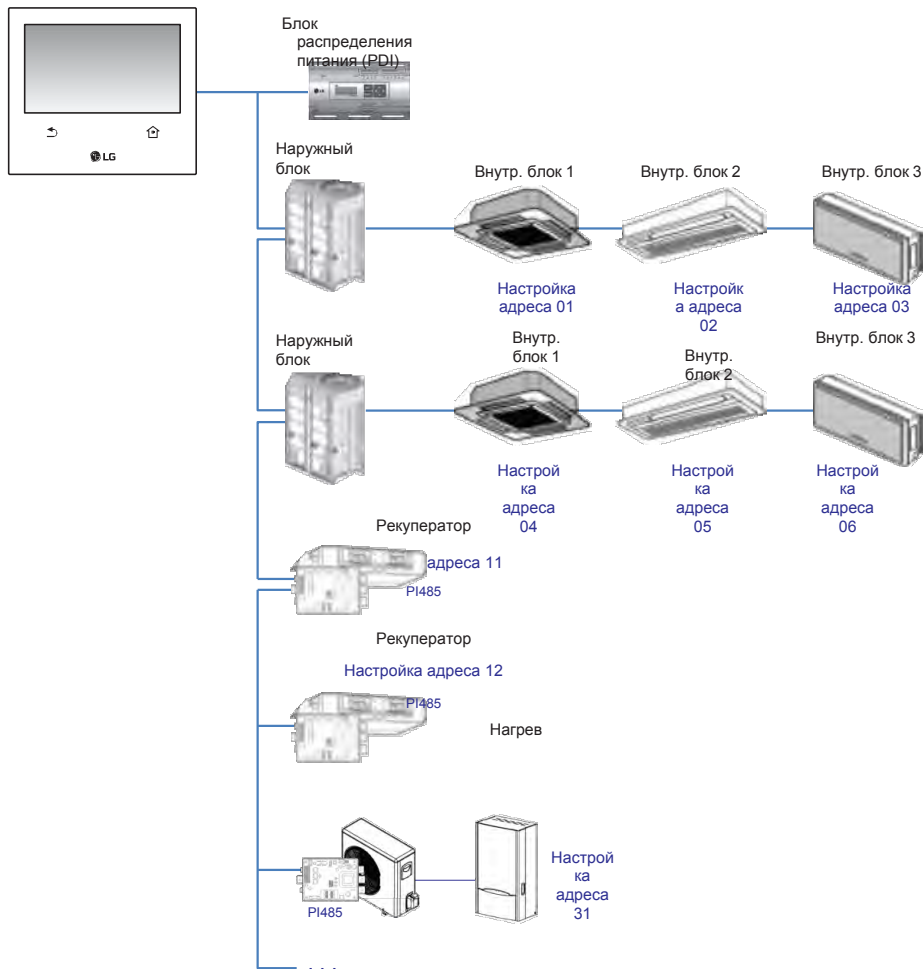 Блок
распределения
питания (PDI)
LG
Наружный
блок
Внутр. блок 1
Внутр. блок 2
Внутр. блок 3
Настройка
адреса 01
Настройк
а адреса
02
Настройка
адреса 03
Наружный
блок
Внутр.
блок 1
Внутр.
блок 2
Внутр. блок 3
Настрой
ка
адреса
04
Настрой
ка
адреса
05
Настрой
ка
адреса
06
Рекуператор
адреса 11
PI485
Рекуператор
Настройка адреса 12
PI485
Нагрев
Настрой
ка
адреса
31
PI485
...